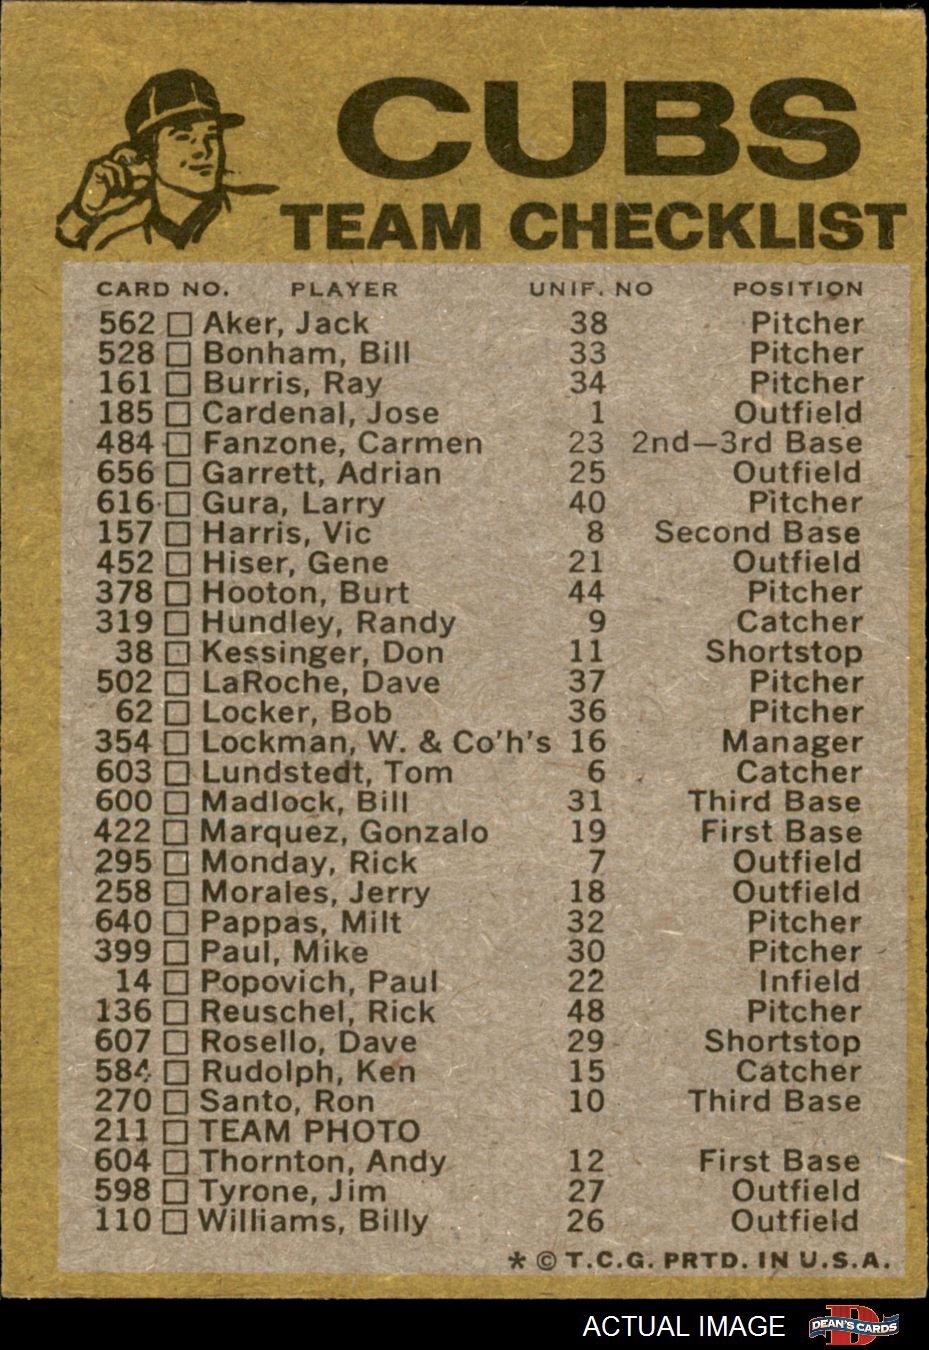 CUBS
TEAM CHECKLIST
CARD NO. PLAYER UNIF. NO POSITION
562 □ Aker, Jack 38 Pitcher
528 □ Bonham, Bill 33 Pitcher
161 □ Burris, Ray 34 Pitcher
185 □ Cardenal, Jose 1 Outfield
484 □ Fanzone, Carmen 23 2nd–3rd Base
656 □ Garrett, Adrian 25 Outfield
616 □ Gura, Larry 40 Pitcher
157 □ Harris, Vic 8 Second Base
452 □ Hiser, Gene 21 Outfield
378 □ Hooton, Burt 44 Pitcher
319 □ Hundley, Randy 9 Catcher
38 □ Kessinger, Don 11 Shortstop
502 □ LaRoche, Dave 37 Pitcher
62 □ Locker, Bob 36 Pitcher
354 □ Lockman, W. & Co'h's 16 Manager
603 □ Lundstedt, Tom 6 Catcher
600 □ Madlock, Bill 31 Third Base
422 □ Marquez, Gonzalo 19 First Base
295 □ Monday, Rick 7 Outfield
258 □ Morales, Jerry 18 Outfield
640 □ Pappas, Milt 32 Pitcher
399 □ Paul, Mike 30 Pitcher
14 □ Popovich, Paul 22 Infield
136 □ Reuschel, Rick 48 Pitcher
607 □ Rosello, Dave 29 Shortstop
584 □ Rudolph, Ken 15 Catcher
270 □ Santo, Ron 10 Third Base
211 □ TEAM PHOTO
604 □ Thornton, Andy 12 First Base
598 □ Tyrone, Jim 27 Outfield
110 □ Williams, Billy 26 Outfield
* © T.C.G. PRTD. IN U.S.A.
ACTUAL IMAGE D DEAN'S CARDS